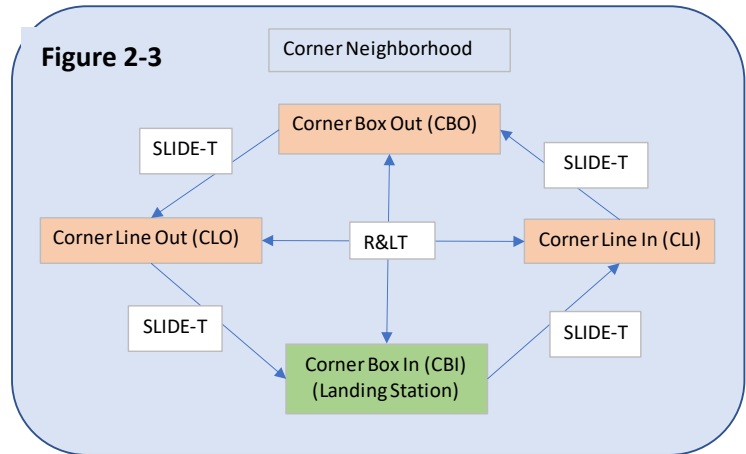 Figure 2-3
Corner Neighborhood
Corner Box Out (CBO)
SLIDE-T
SLIDE-T
Corner Line Out (CLO)
R&LT
Corner Line In (CLI)
SLIDE-T
SLIDE-T
Corner Box In (CBI)
(Landing Station)